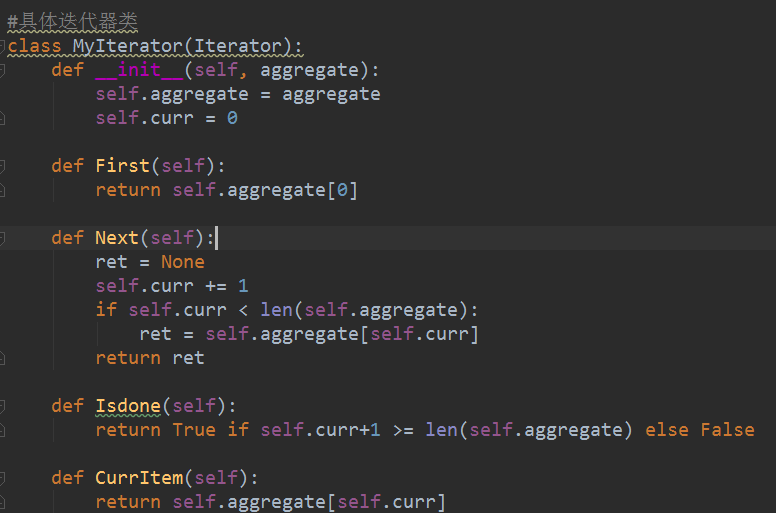 #具体迭代器类
class MyIterator(Iterator):
    def __init__(self, aggregate):
        self.aggregate = aggregate
        self.curr = 0
    def First(self):
        return self.aggregate[0]
    def Next(self):
        ret = None
        self.curr += 1
        if self.curr < len(self.aggregate):
            ret = self.aggregate[self.curr]
        return ret
    def Isdone(self):
        return True if self.curr+1 >= len(self.aggregate) else False
    def CurrItem(self):
        return self.aggregate[self.curr]